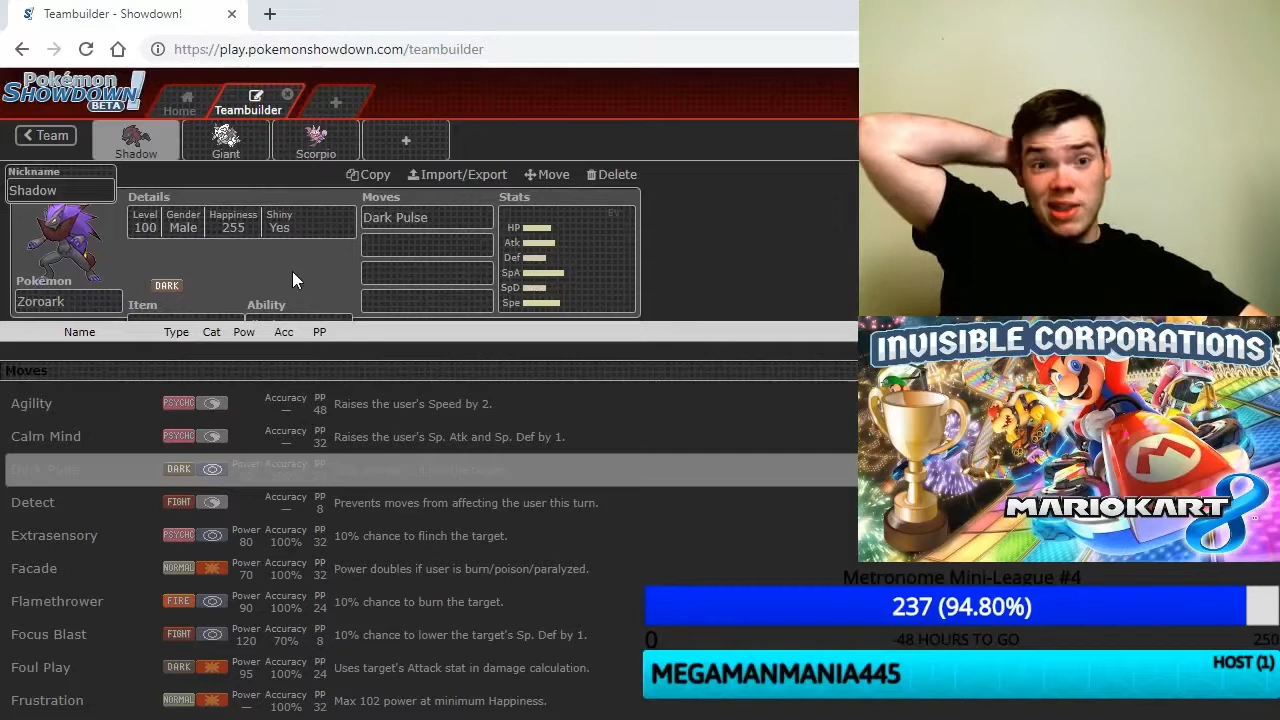 Teambuilder - Showdown!
https://play.pokemonshowdown.com/teambuilder
Pokémon
SHOWDOWN!
BETA
Home
Teambuilder
Team
Shadow
Giant
Scorpio
Nickname
Shadow
Copy Import/Export Move Delete
Details
Level Gender Happiness Shiny
100 Male 255 Yes
Moves
Dark Pulse
Stats
EV
HP
Atk
Def
SpA
SpD
Spe
DARK
Pokémon
Zoroark
Item Ability
Name Type Cat Pow Acc PP
Moves
Agility PSYCHC Accuracy — PP 48 Raises the user's Speed by 2.
Calm Mind PSYCHC Accuracy — PP 32 Raises the user's Sp. Atk and Sp. Def by 1.
Dark Pulse DARK Power Accuracy PP
Detect FIGHT Accuracy — PP 8 Prevents moves from affecting the user this turn.
Extrasensory PSYCHC Power 80 Accuracy 100% PP 32 10% chance to flinch the target.
Facade NORMAL Power 70 Accuracy 100% PP 32 Power doubles if user is burn/poison/paralyzed.
Flamethrower FIRE Power 90 Accuracy 100% PP 24 10% chance to burn the target.
Focus Blast FIGHT Power 120 Accuracy 70% PP 8 10% chance to lower the target's Sp. Def by 1.
Foul Play DARK Power 95 Accuracy 100% PP 24 Uses target's Attack stat in damage calculation.
Frustration NORMAL Power — Accuracy 100% PP 32 Max 102 power at minimum Happiness.
INVISIBLE CORPORATIONS
M
MARIOKART 8
Metronome Mini-League #4
237 (94.80%)
0 -48 HOURS TO GO 250
MEGAMANMANIA445 HOST (1)